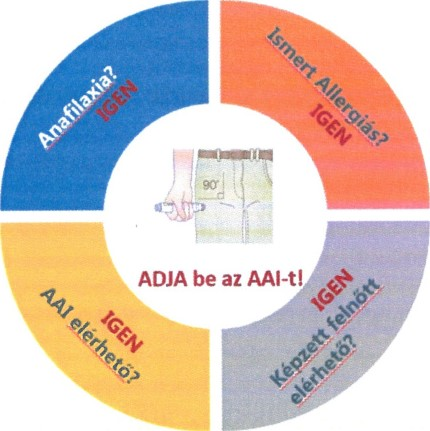 Anafilaxia?
IGEN
Ismert Allergiás?
IGEN
90°
ADJA be az AAI-t!
IGEN
AAI elérhető?
IGEN
Képzett felnőtt
elérhető?